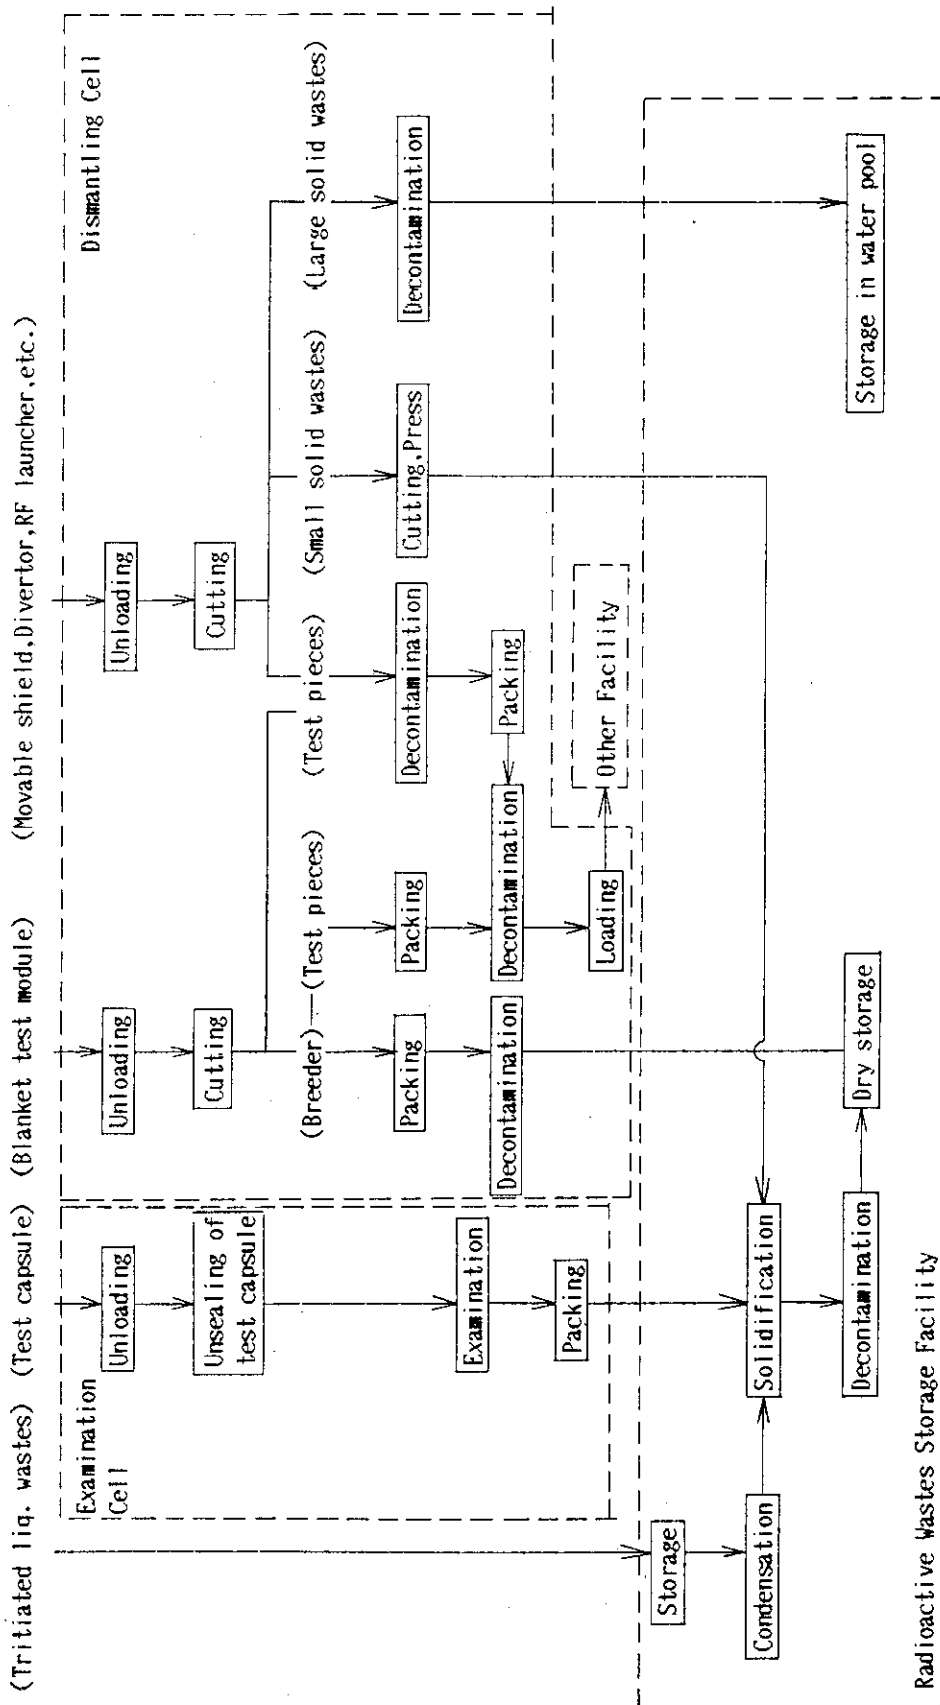 (Tritiated liq. wastes) (Test capsule) (Blanket test module) (Movable shield,Divertor,RF launcher,etc.)
Examination
Cell
Dismantling Cell
Unloading
Unloading
Unloading
Unsealing of
test capsule
Cutting
Cutting
(Breeder)
(Test pieces)
(Test pieces)
(Small solid wastes)
(Large solid wastes)
Packing
Packing
Decontamination
Cutting,Press
Decontamination
Examination
Decontamination
Decontamination
Packing
Packing
Loading
Other Facility
Storage
Condensation
Solidification
Decontamination
Dry storage
Storage in water pool
Radioactive Wastes Storage Facility